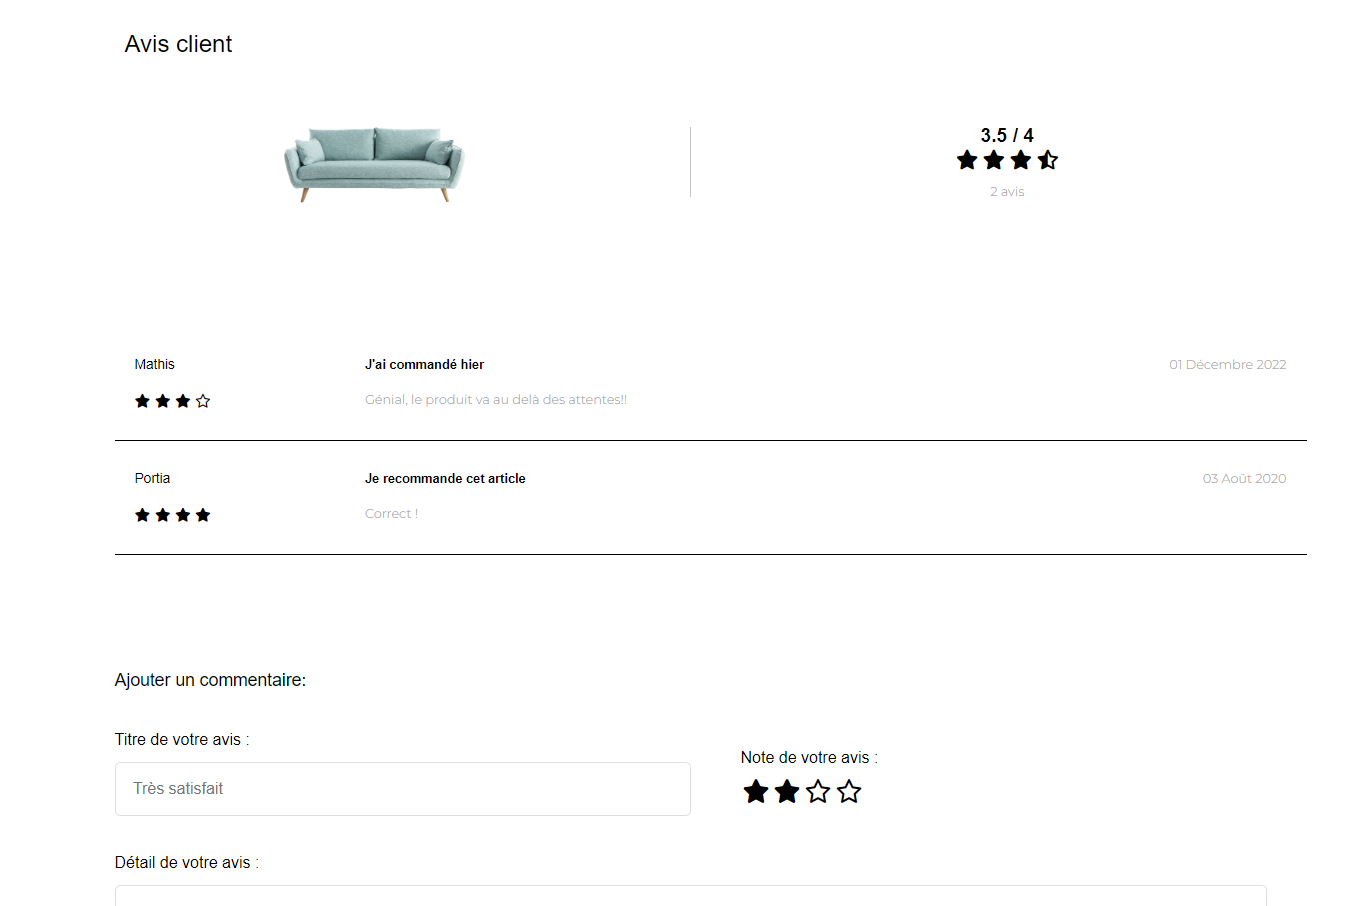 Avis client
3.5 / 4
2 avis
Mathis
J'ai commandé hier
01 Décembre 2022
Génial, le produit va au delà des attentes!!
Portia
Je recommande cet article
03 Août 2020
Correct !
Ajouter un commentaire:
Titre de votre avis :
Note de votre avis :
Très satisfait
Détail de votre avis :